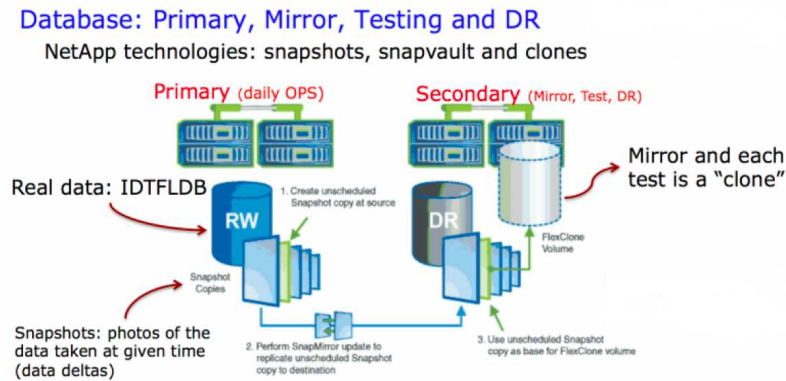 Database: Primary, Mirror, Testing and DR
NetApp technologies: snapshots, snapvault and clones
Primary (daily OPS)
Secondary (Mirror, Test, DR)
Mirror and each
test is a “clone”
Real data: IDTFLDB
1. Create unscheduled
Snapshot copy at source
RW
DR
FlexClone
Volume
Snapshot
Copies
Snapshots: photos of the
data taken at given time
(data deltas)
2. Perform SnapMirror update to
replicate unscheduled Snapshot
copy to destination
3. Use unscheduled Snapshot
copy as base for FlexClone volume